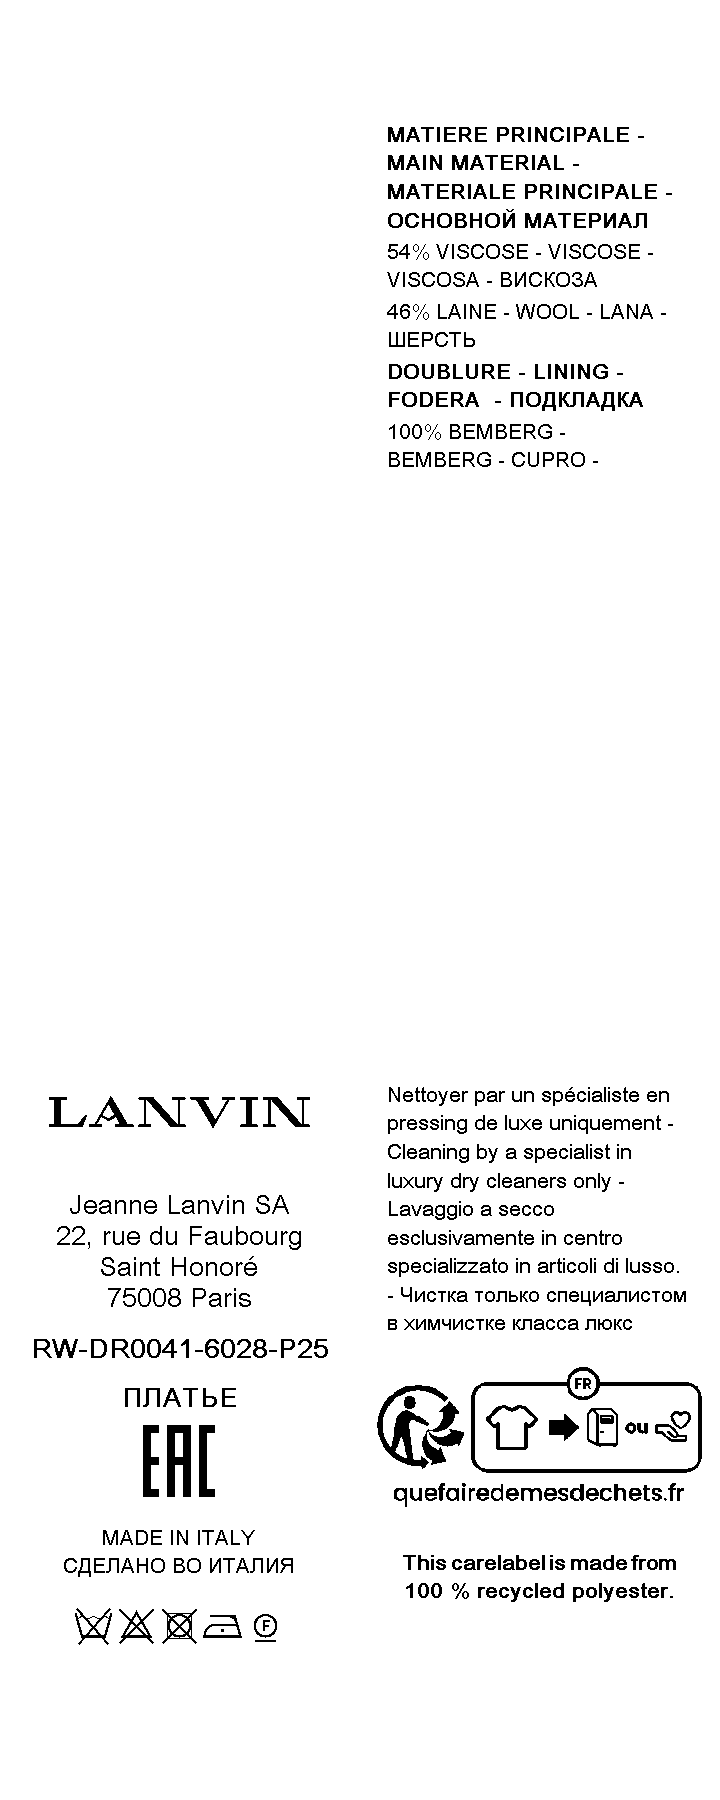 MATIERE PRINCIPALE -
MAIN MATERIAL -
MATERIALE PRINCIPALE -
ОСНОВНОЙ МАТЕРИАЛ
54% VISCOSE - VISCOSE -
VISCOSA - ВИСКОЗА
46% LAINE - WOOL - LANA -
ШЕРСТЬ
DOUBLURE - LINING -
FODERA - ПОДКЛАДКА
100% BEMBERG -
BEMBERG - CUPRO -
LANVIN
Jeanne Lanvin SA
22, rue du Faubourg
Saint Honoré
75008 Paris
RW-DR0041-6028-P25
ПЛАТЬЕ
EAC
MADE IN ITALY
СДЕЛАНО ВО ИТАЛИЯ
F
Nettoyer par un spécialiste en
pressing de luxe uniquement -
Cleaning by a specialist in
luxury dry cleaners only -
Lavaggio a secco
esclusivamente in centro
specializzato in articoli di lusso.
- Чистка только специалистом
в химчистке класса люкс
FR
ou
quefairedemesdechets.fr
This carelabel is made from
100 % recycled polyester.